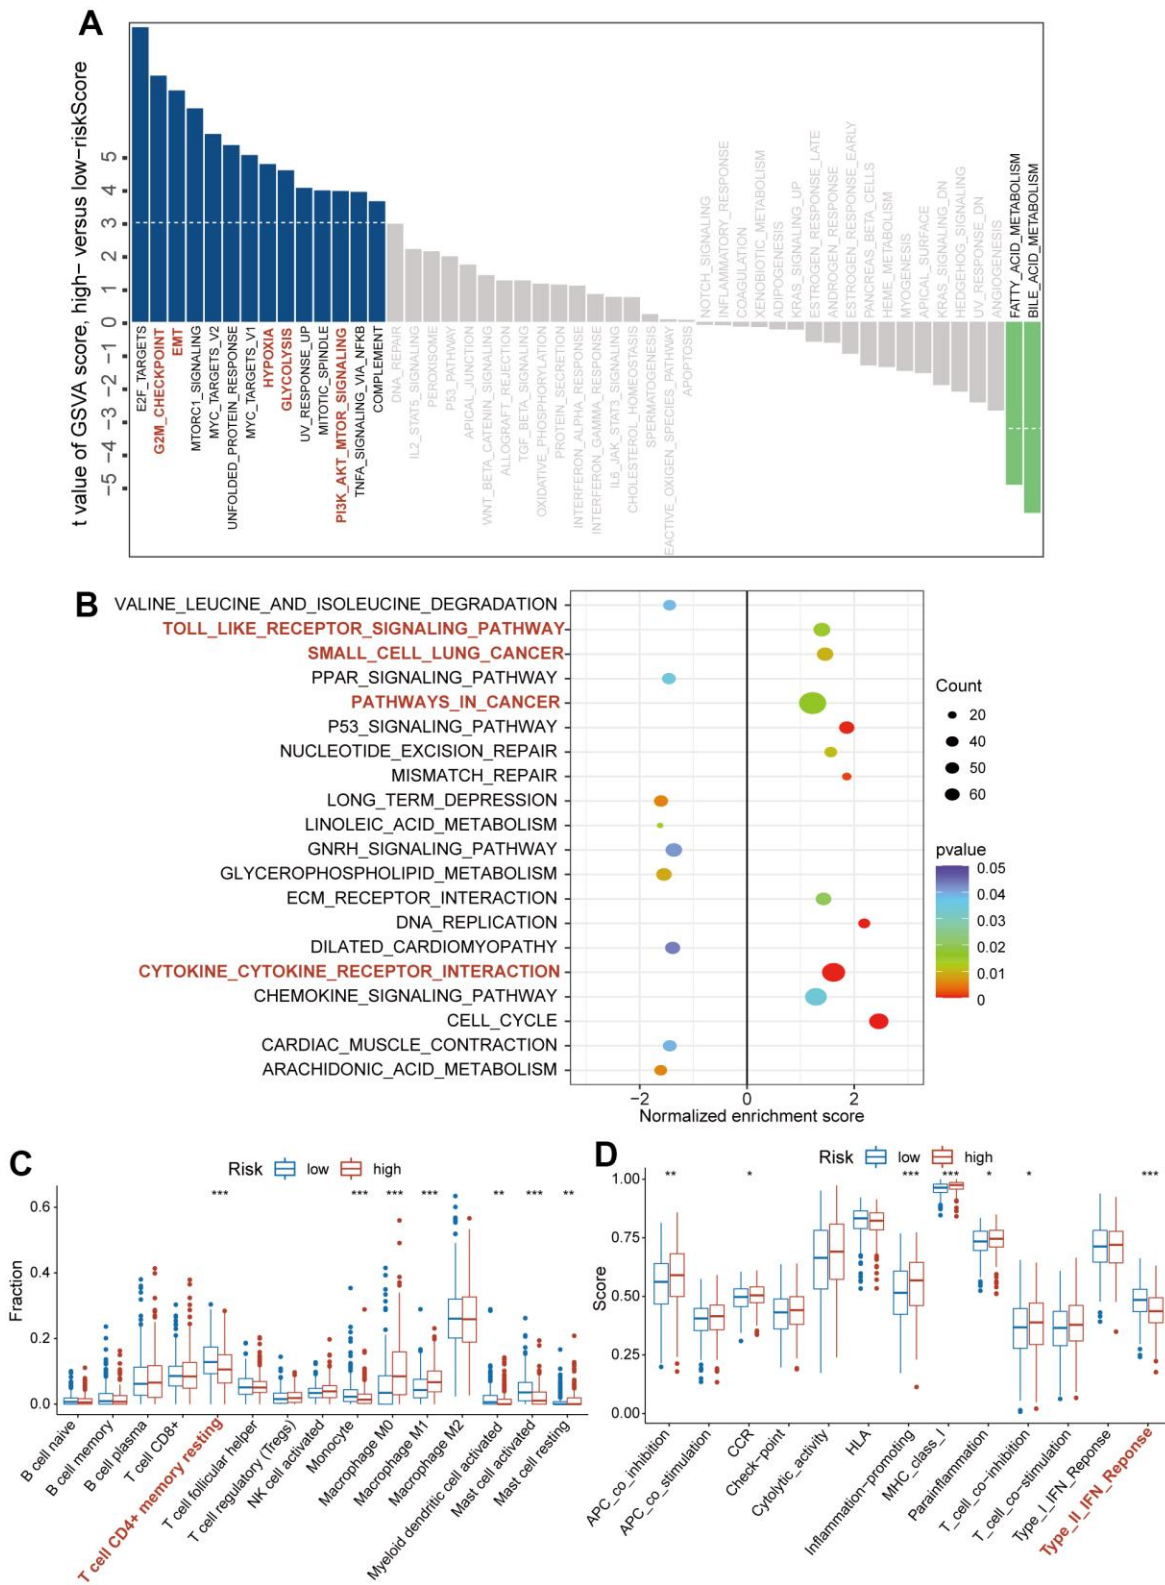 A
t value of GSVA score, high− versus low−riskScore
5
4
3
2
1
0
−1
−2
−3
−4
−5
E2F_TARGETS
G2M_CHECKPOINT
EMT
MTORC1_SIGNALING
MYC_TARGETS_V2
UNFOLDED_PROTEIN_RESPONSE
MYC_TARGETS_V1
HYPOXIA
GLYCOLYSIS
UV_RESPONSE_UP
MITOTIC_SPINDLE
PI3K_AKT_MTOR_SIGNALING
TNFA_SIGNALING_VIA_NFKB
COMPLEMENT
DNA_REPAIR
IL2_STAT5_SIGNALING
PEROXISOME
P53_PATHWAY
APICAL_JUNCTION
WNT_BETA_CATENIN_SIGNALING
ALLOGRAFT_REJECTION
TGF_BETA_SIGNALING
OXIDATIVE_PHOSPHORYLATION
PROTEIN_SECRETION
INTERFERON_ALPHA_RESPONSE
INTERFERON_GAMMA_RESPONSE
IL6_JAK_STAT3_SIGNALING
CHOLESTEROL_HOMEOSTASIS
SPERMATOGENESIS
EACTIVE_OXIGEN_SPECIES_PATHWAY
APOPTOSIS
NOTCH_SIGNALING
INFLAMMATORY_RESPONSE
COAGULATION
XENOBIOTIC_METABOLISM
ADIPOGENESIS
KRAS_SIGNALING_UP
ESTROGEN_RESPONSE_LATE
ANDROGEN_RESPONSE
ESTROGEN_RESPONSE_EARLY
PANCREAS_BETA_CELLS
HEME_METABOLISM
MYOGENESIS
APICAL_SURFACE
KRAS_SIGNALING_DN
HEDGEHOG_SIGNALING
UV_RESPONSE_DN
ANGIOGENESIS
FATTY_ACID_METABOLISM
BILE_ACID_METABOLISM
B
VALINE_LEUCINE_AND_ISOLEUCINE_DEGRADATION
TOLL_LIKE_RECEPTOR_SIGNALING_PATHWAY
SMALL_CELL_LUNG_CANCER
PPAR_SIGNALING_PATHWAY
PATHWAYS_IN_CANCER
P53_SIGNALING_PATHWAY
NUCLEOTIDE_EXCISION_REPAIR
MISMATCH_REPAIR
LONG_TERM_DEPRESSION
LINOLEIC_ACID_METABOLISM
GNRH_SIGNALING_PATHWAY
GLYCEROPHOSPHOLIPID_METABOLISM
ECM_RECEPTOR_INTERACTION
DNA_REPLICATION
DILATED_CARDIOMYOPATHY
CYTOKINE_CYTOKINE_RECEPTOR_INTERACTION
CHEMOKINE_SIGNALING_PATHWAY
CELL_CYCLE
CARDIAC_MUSCLE_CONTRACTION
ARACHIDONIC_ACID_METABOLISM
−2 0 2
Normalized enrichment score
Count
20
40
50
60
pvalue
0.05
0.04
0.03
0.02
0.01
0
C
Risk low high
*** *** *** *** ** *** **
Fraction
0.6
0.4
0.2
0.0
B cell naive
B cell memory
B cell plasma
T cell CD8+
T cell CD4+ memory resting
T cell follicular helper
T cell regulatory (Tregs)
NK cell activated
Monocyte
Macrophage M0
Macrophage M1
Macrophage M2
Myeloid dendritic cell activated
Mast cell activated
Mast cell resting
D
Risk low high
** * *** *** * * ***
Score
1.00
0.75
0.50
0.25
0.00
APC_co_inhibition
APC_co_stimulation
CCR
Check−point
Cytolytic_activity
HLA
Inflammation−promoting
MHC_class_I
Parainflammation
T_cell_co−inhibition
T_cell_co−stimulation
Type_I_IFN_Reponse
Type_II_IFN_Reponse